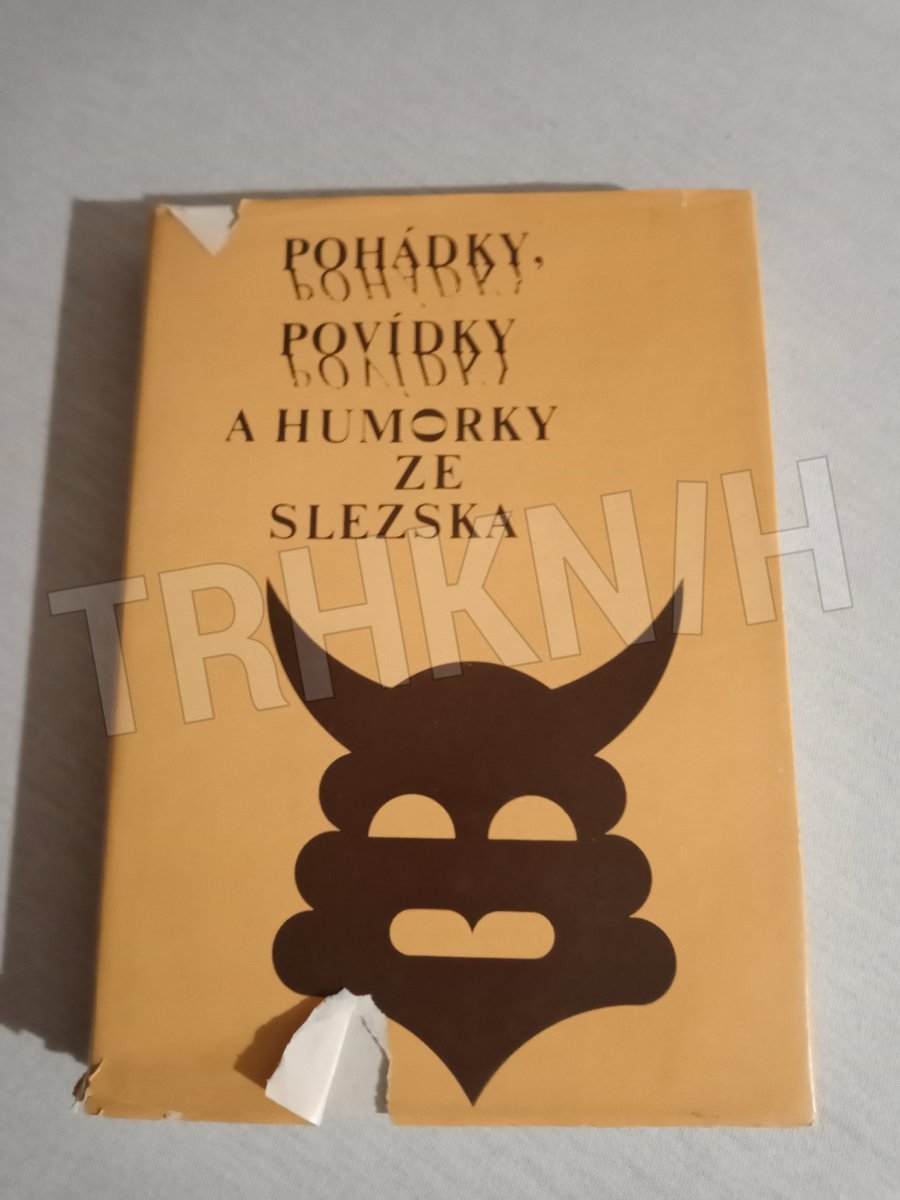 POHÁDKY,
POVÍDKY
A HUMORKY
ZE
SLEZSKA
TRHKNIH